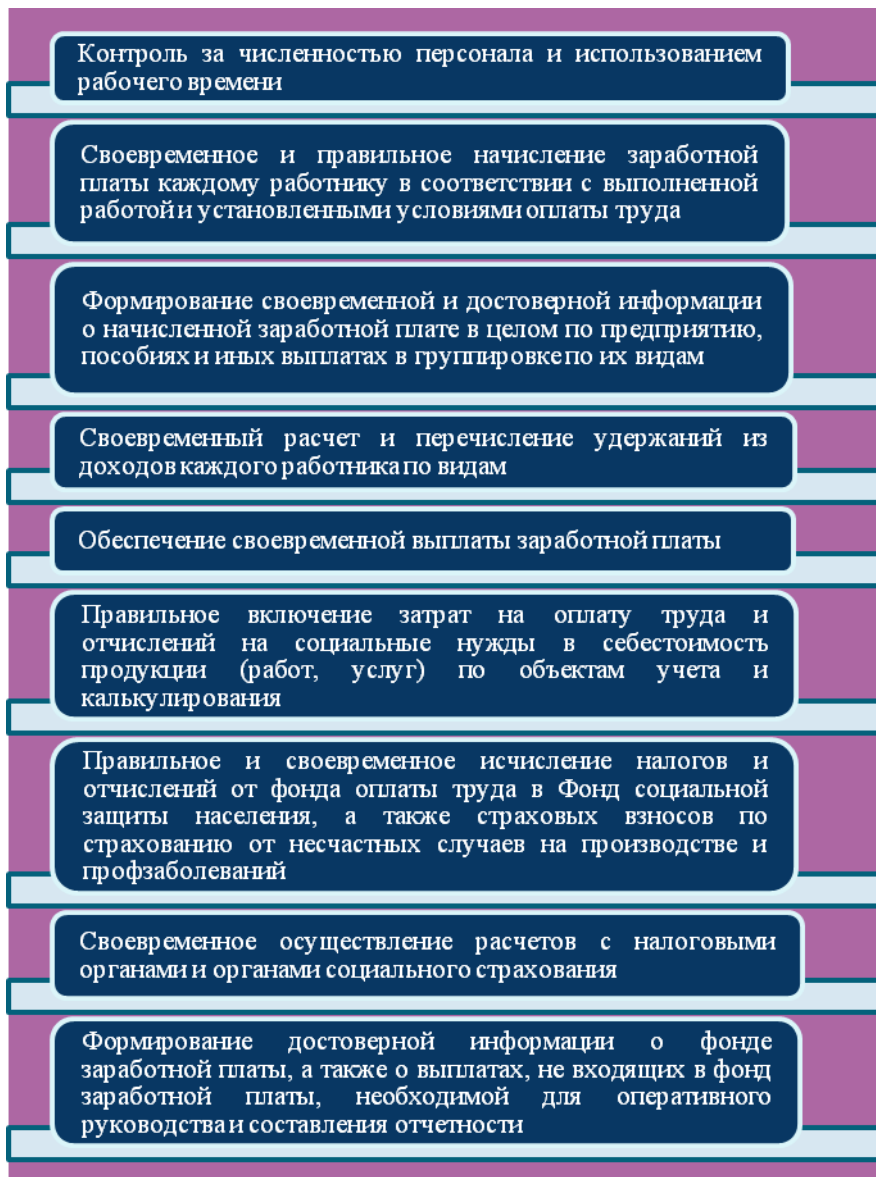 Контроль за численностью персонала и использованием
рабочего времени
Своевременное и правильное начисление заработной
платы каждому работнику в соответствии с выполненной
работой и установленными условиями оплаты труда
Формирование своевременной и достоверной информации
о начисленной заработной плате в целом по предприятию,
пособиях и иных выплатах в группировке по их видам
Своевременный расчет и перечисление удержаний из
доходов каждого работника по видам
Обеспечение своевременной выплаты заработной платы
Правильное включение затрат на оплату труда и
отчислений на социальные нужды в себестоимость
продукции (работ, услуг) по объектам учета и
калькулирования
Правильное и своевременное исчисление налогов и
отчислений от фонда оплаты труда в Фонд социальной
защиты населения, а также страховых взносов по
страхованию от несчастных случаев на производстве и
профзаболеваний
Своевременное осуществление расчетов с налоговыми
органами и органами социального страхования
Формирование достоверной информации о фонде
заработной платы, а также о выплатах, не входящих в фонд
заработной платы, необходимой для оперативного
руководства и составления отчетности